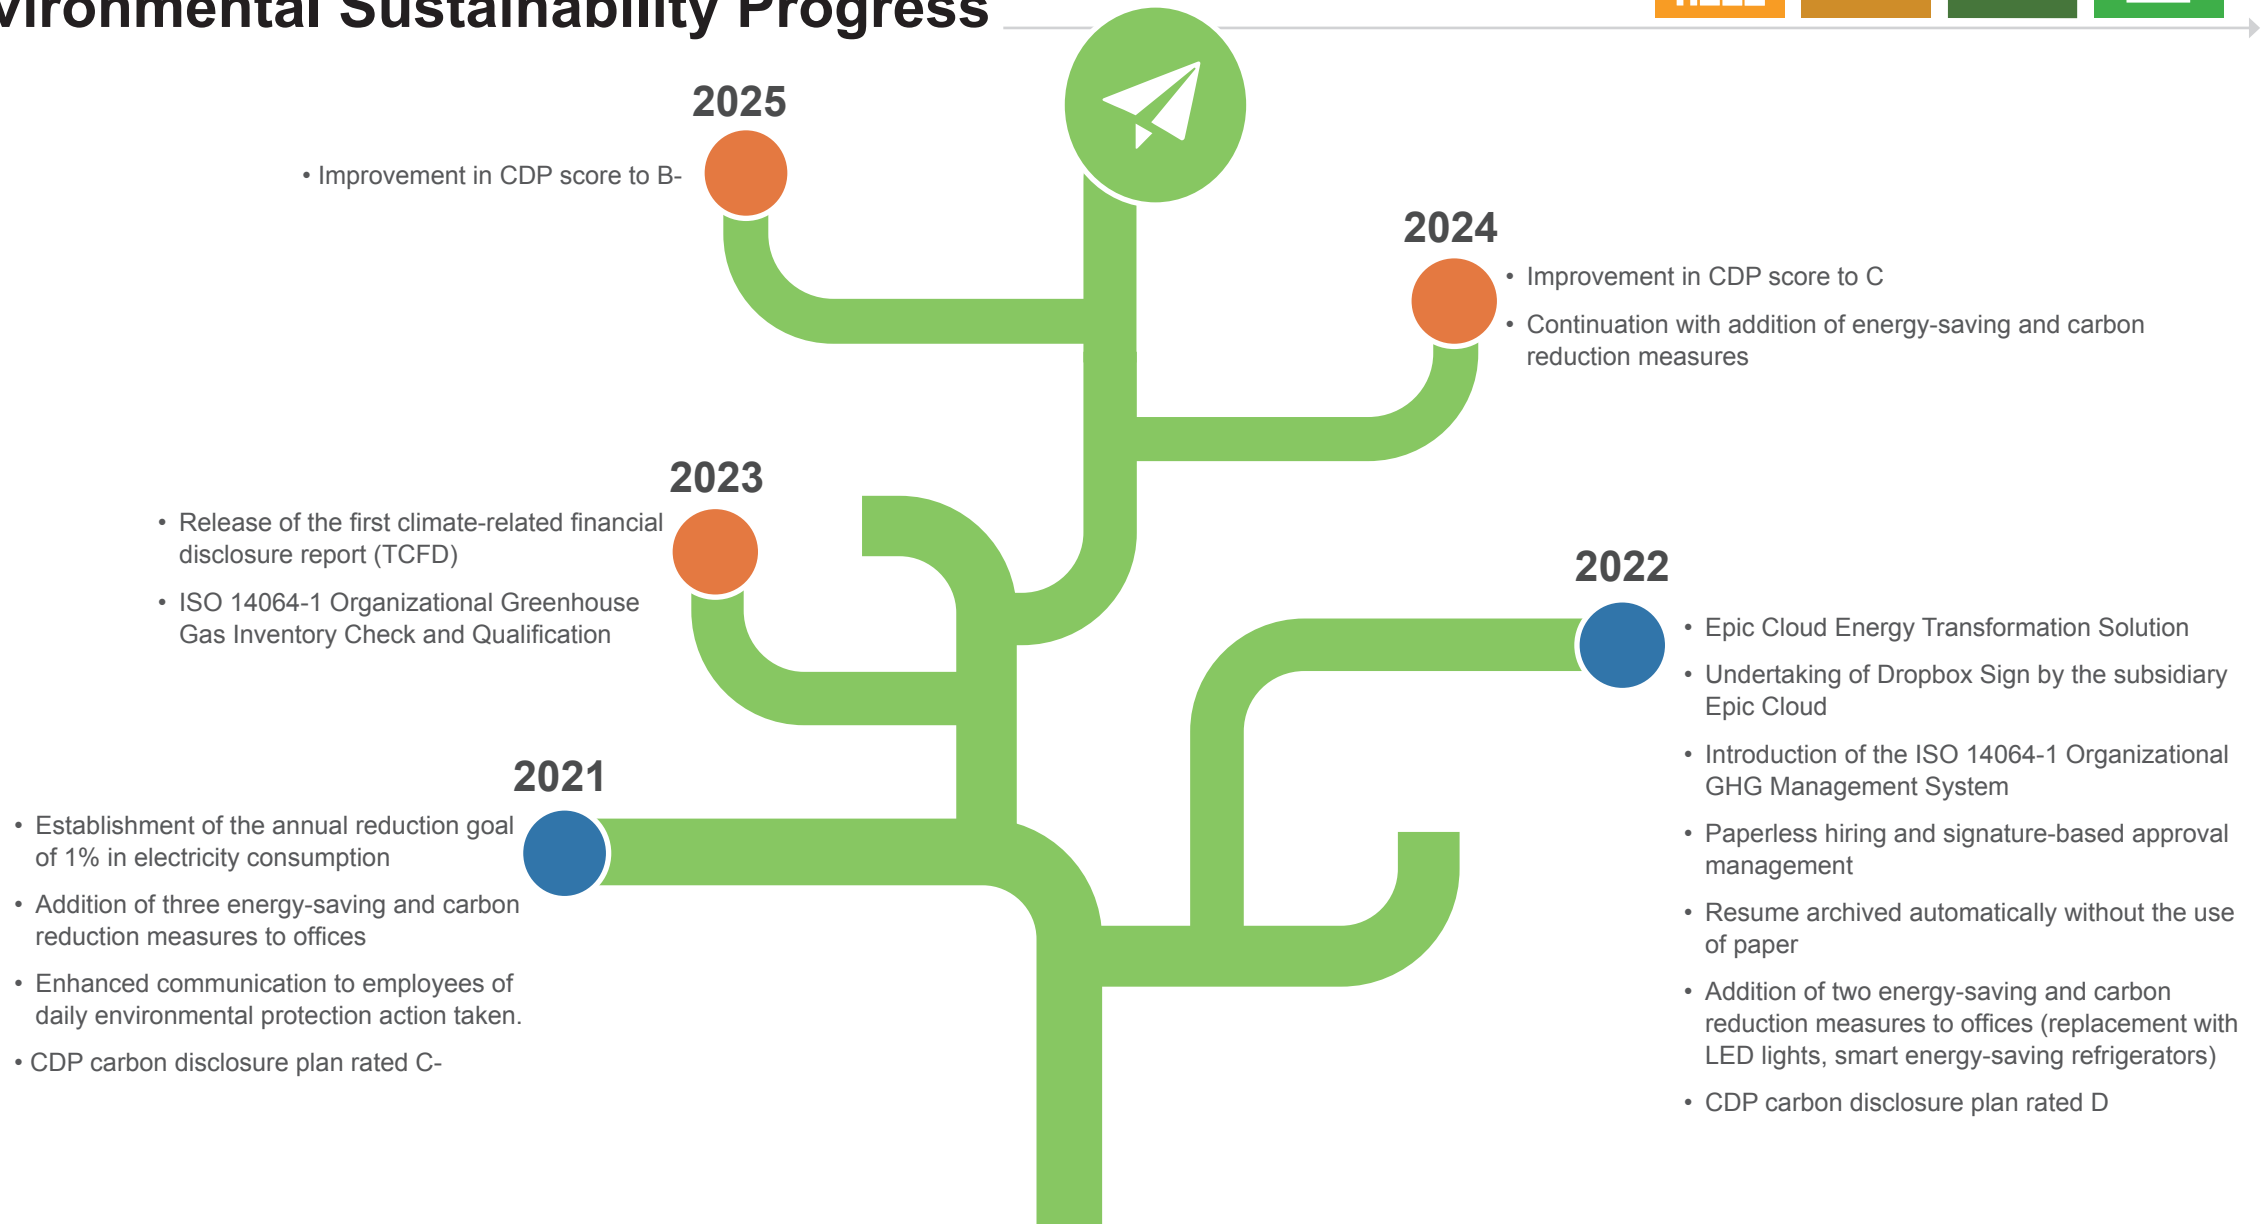 vironmental Sustainability Progress
2025
• Improvement in CDP score to B-
2024
• Improvement in CDP score to C
• Continuation with addition of energy-saving and carbon
reduction measures
2023
• Release of the first climate-related financial
disclosure report (TCFD)
• ISO 14064-1 Organizational Greenhouse
Gas Inventory Check and Qualification
2022
• Epic Cloud Energy Transformation Solution
• Undertaking of Dropbox Sign by the subsidiary
Epic Cloud
• Introduction of the ISO 14064-1 Organizational
GHG Management System
• Paperless hiring and signature-based approval
management
• Resume archived automatically without the use
of paper
• Addition of two energy-saving and carbon
reduction measures to offices (replacement with
LED lights, smart energy-saving refrigerators)
• CDP carbon disclosure plan rated D
2021
• Establishment of the annual reduction goal
of 1% in electricity consumption
• Addition of three energy-saving and carbon
reduction measures to offices
• Enhanced communication to employees of
daily environmental protection action taken.
• CDP carbon disclosure plan rated C-